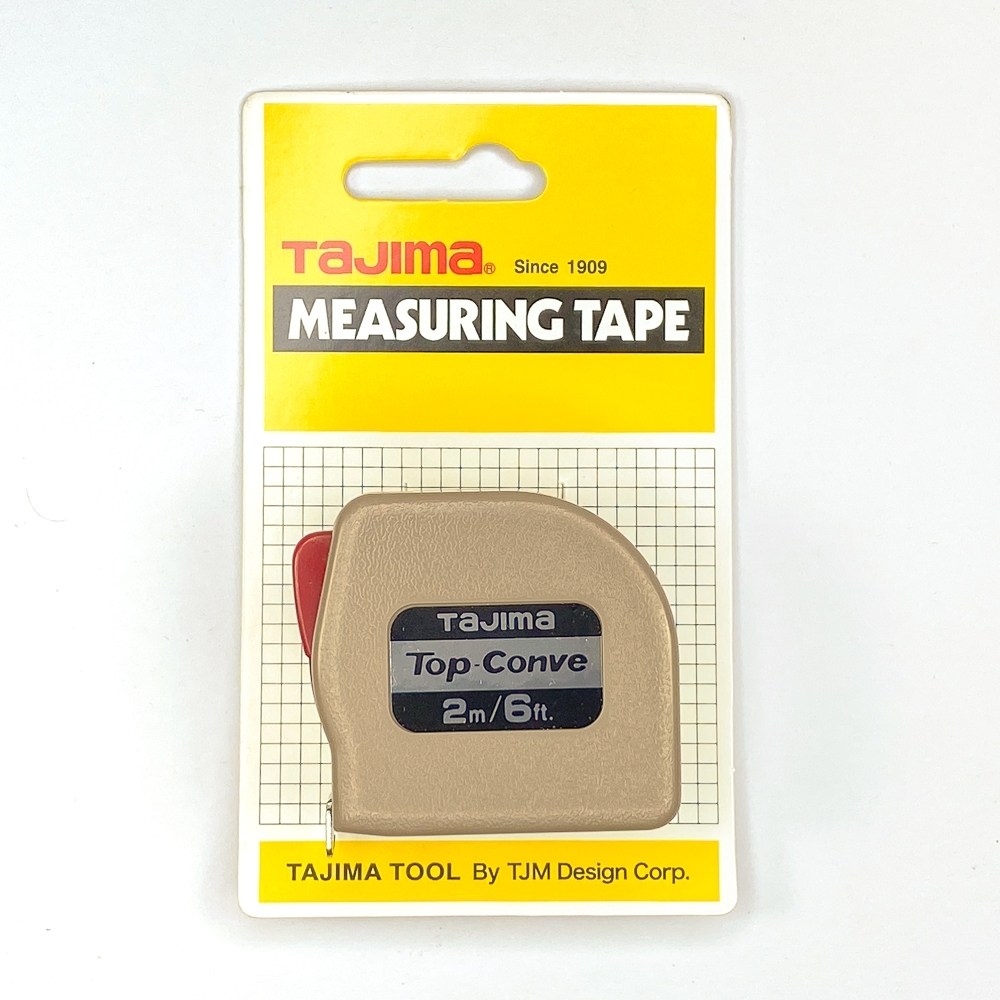 TAJIMA® Since 1909
MEASURING TAPE
TAJIMA
Top-Conve
2m/6ft.
TAJIMA TOOL By TJM Design Corp.